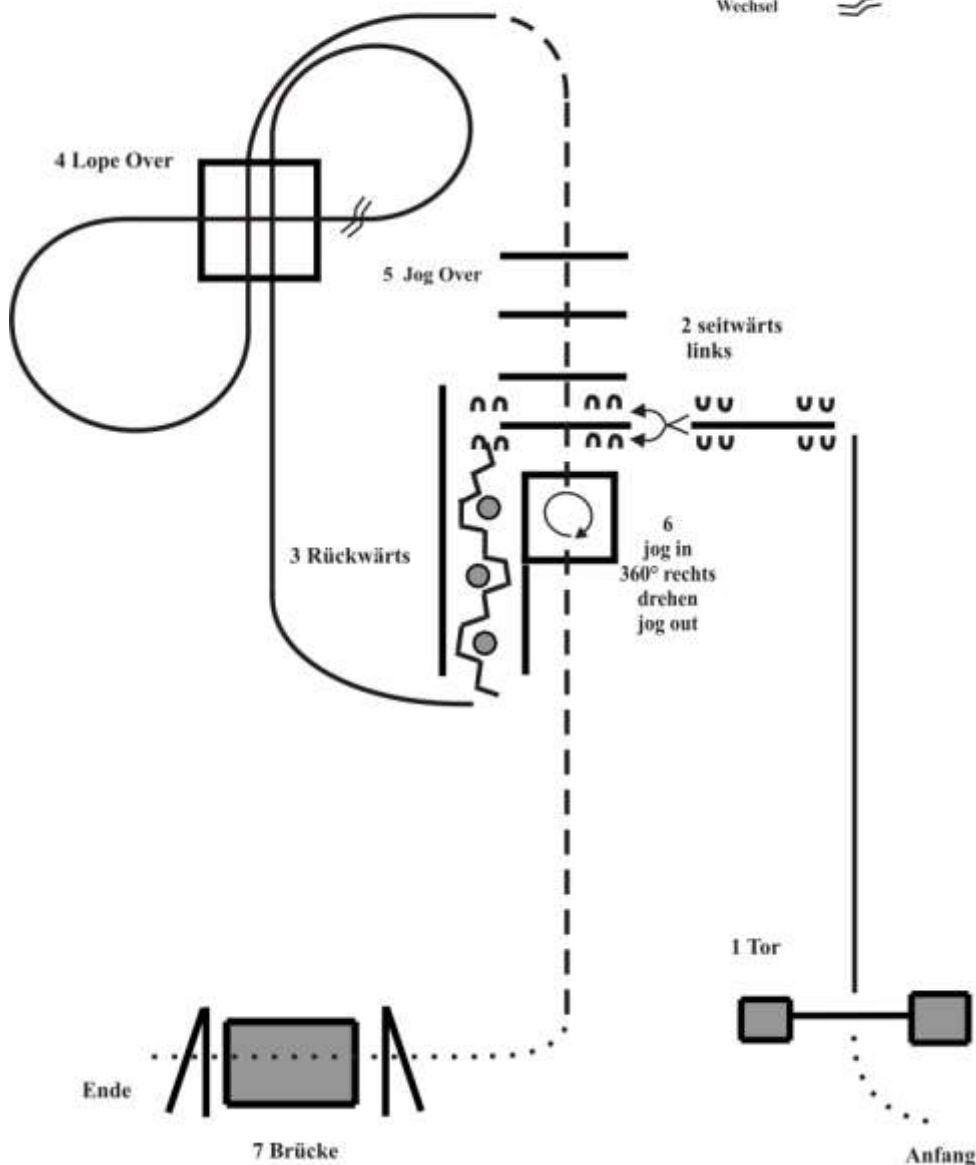 Wechsel
4 Lope Over
5 Jog Over
2 seitwärts
links
3 Rückwärts
6
jog in
360° rechts
drehen
jog out
1 Tor
Ende
7 Brücke
Anfang